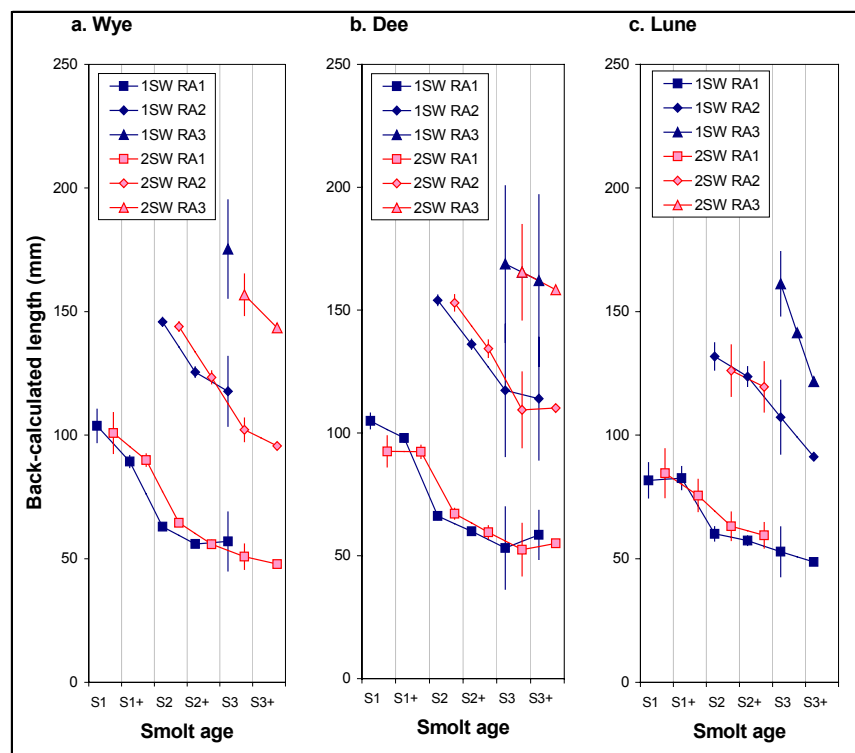 a. Wye
b. Dee
c. Lune
Back-calculated length (mm)
250
200
150
100
50
0
1SW RA1
1SW RA2
1SW RA3
2SW RA1
2SW RA2
2SW RA3
S1 S1+ S2 S2+ S3 S3+
Smolt age
250
200
150
100
50
0
1SW RA1
1SW RA2
1SW RA3
2SW RA1
2SW RA2
2SW RA3
S1 S1+ S2 S2+ S3 S3+
Smolt age
250
200
150
100
50
0
1SW RA1
1SW RA2
1SW RA3
2SW RA1
2SW RA2
S1 S1+ S2 S2+ S3 S3+
Smolt age